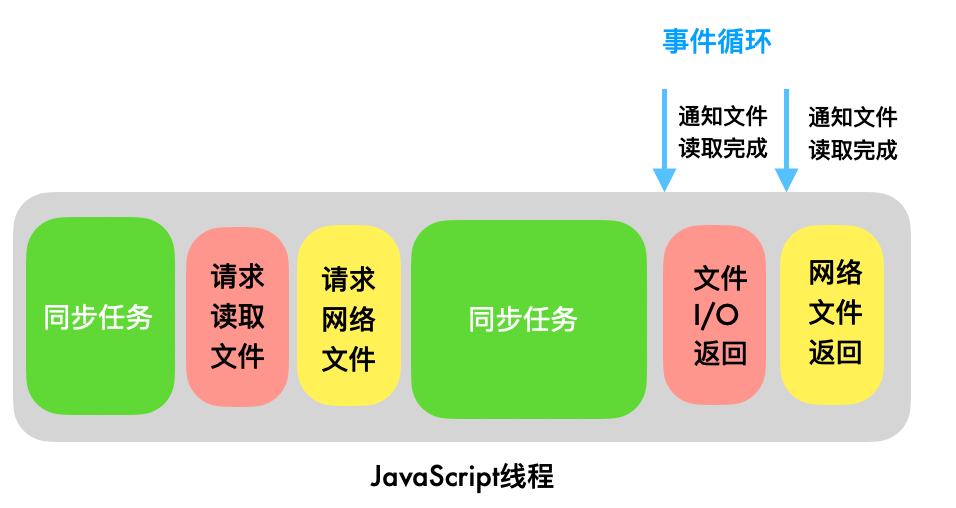 事件循环
通知文件
读取完成
通知文件
读取完成
同步任务
请求
读取
文件
请求
网络
文件
同步任务
文件
I/O
返回
网络
文件
返回
JavaScript线程